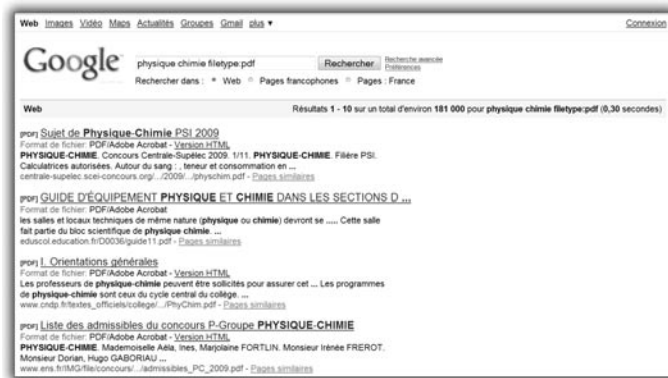 Web Images Vidéo Maps Actualités Groupes Gmail plus ▼ Connexion
Google physique chimie filetype:pdf Rechercher Recherche avancée
Préférences
Rechercher dans : Web Pages francophones Pages : France
Web Résultats 1 - 10 sur un total d'environ 181 000 pour physique chimie filetype:pdf (0,30 secondes)
[PDF] Sujet de Physique-Chimie PSI 2009
Format de fichier: PDF/Adobe Acrobat - Version HTML
PHYSIQUE-CHIMIE. Concours Centrale-Supélec 2009. 1/11. PHYSIQUE-CHIMIE. Filière PSI.
Calculatrices autorisées. Autour du sang : , teneur et consommation en ...
centrale-supelec.scei-concours.org/.../2009/.../physchim.pdf - Pages similaires
[PDF] GUIDE D'ÉQUIPEMENT PHYSIQUE ET CHIMIE DANS LES SECTIONS D ...
Format de fichier: PDF/Adobe Acrobat
les salles et locaux techniques de même nature (physique ou chimie) devront se ..... Cette salle
fait partie du bloc scientifique de physique chimie. ...
eduscol.education.fr/D0036/guide11.pdf - Pages similaires
[PDF] I. Orientations générales
Format de fichier: PDF/Adobe Acrobat - Version HTML
Les professeurs de physique-chimie peuvent être sollicités pour assurer cet ... Les programmes
de physique-chimie sont ceux du cycle central du collège. ...
www.cndp.fr/textes_officiels/college/.../PhyChim.pdf - Pages similaires
[PDF] Liste des admissibles du concours P-Groupe PHYSIQUE-CHIMIE
Format de fichier: PDF/Adobe Acrobat - Version HTML
PHYSIQUE-CHIMIE. Mademoiselle Aéla, Ines, Marjolaine FORTLIN. Monsieur Irénée FREROT.
Monsieur Dorian, Hugo GABORIAU ...
www.ens.fr/IMG/file/concours/.../admissibles_PC_2009.pdf - Pages similaires